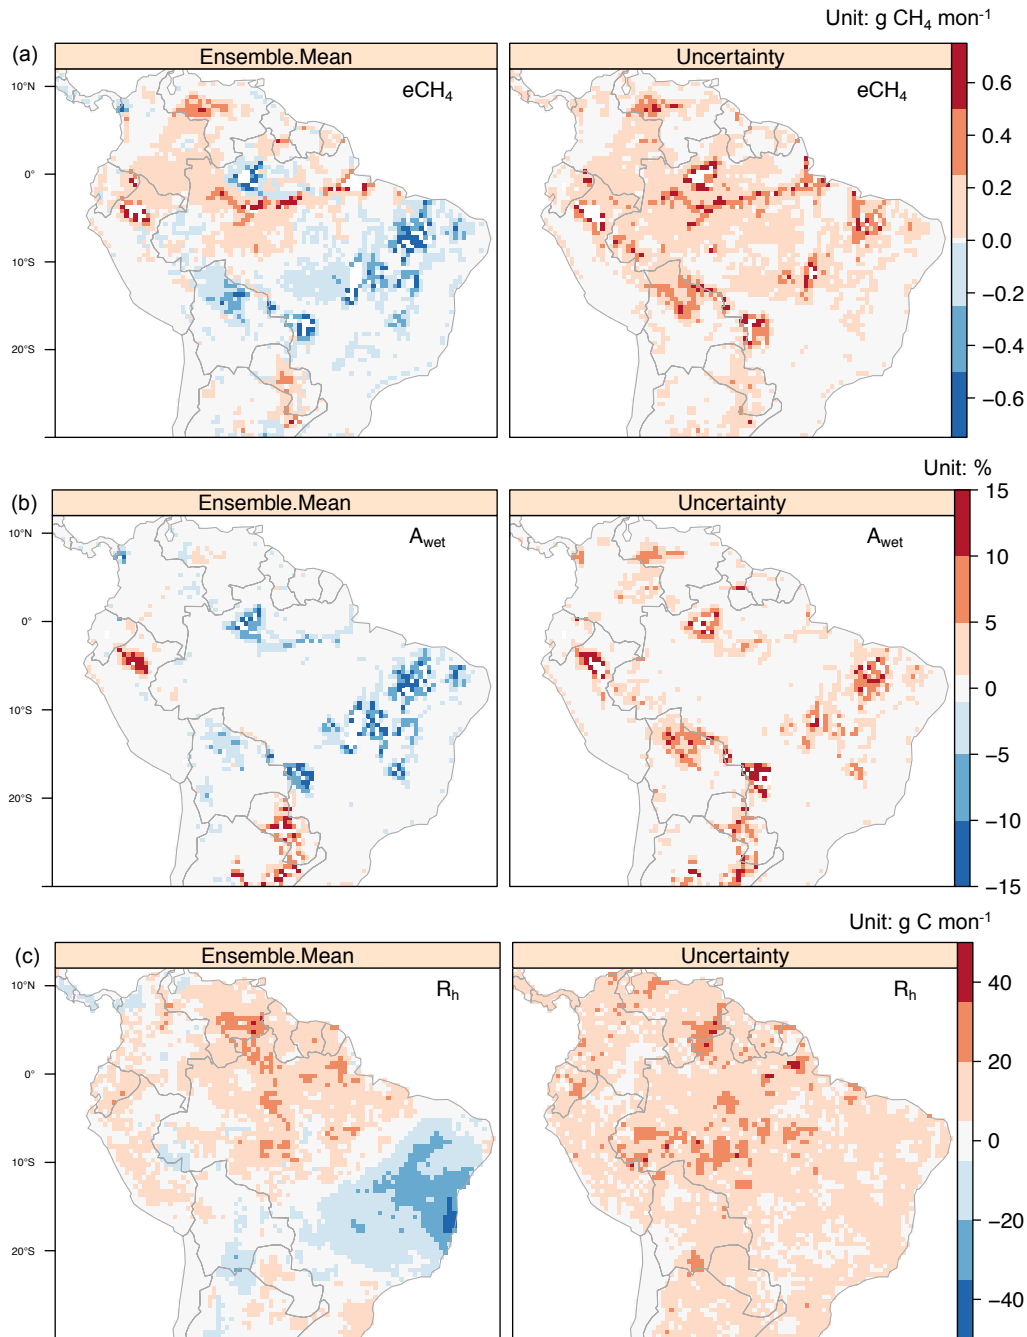 Unit: g CH₄ mon⁻¹
(a)
Ensemble.Mean
Uncertainty
eCH₄
eCH₄
10°N
0°
10°S
20°S
0.6
0.4
0.2
0.0
−0.2
−0.4
−0.6
Unit: %
(b)
Ensemble.Mean
Uncertainty
A_wet
A_wet
10°N
0°
10°S
20°S
15
10
5
0
−5
−10
−15
Unit: g C mon⁻¹
(c)
Ensemble.Mean
Uncertainty
Rₕ
Rₕ
10°N
0°
10°S
20°S
40
20
0
−20
−40